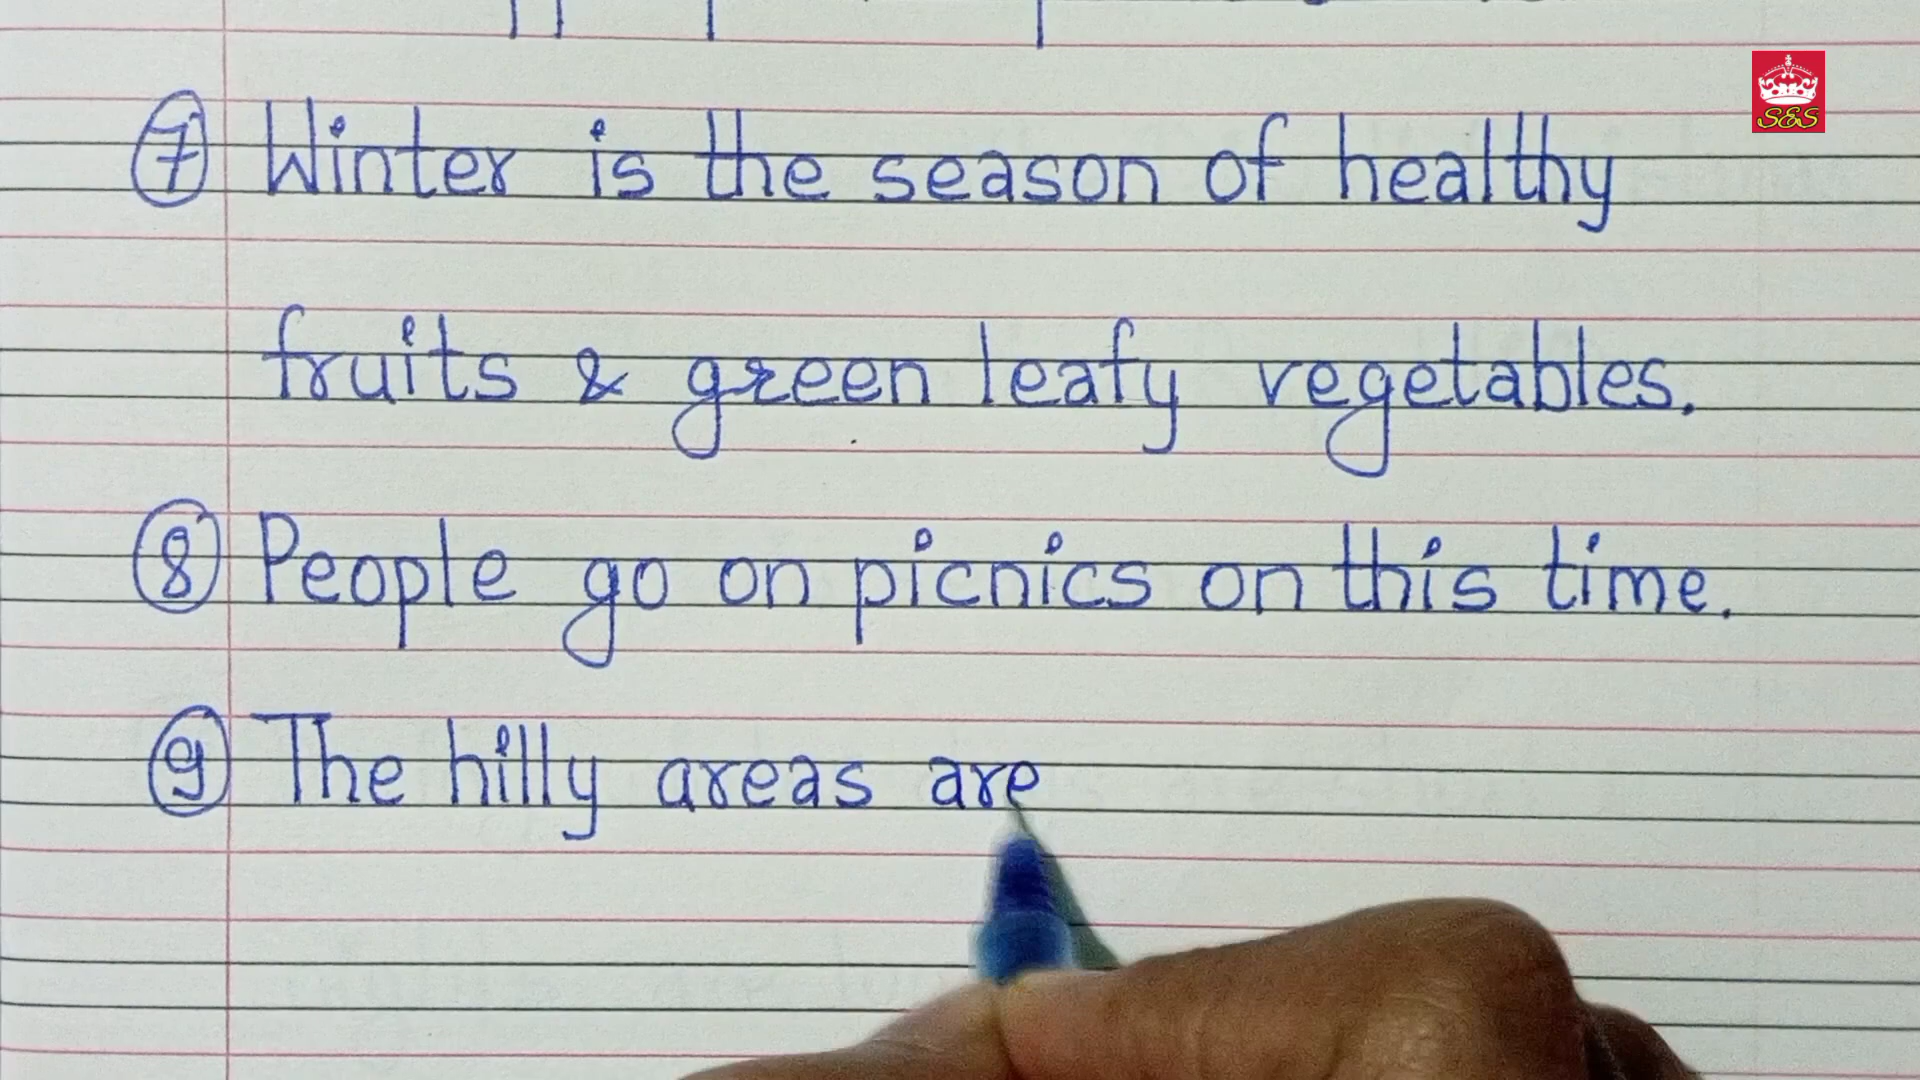 ⑦ Winter is the season of healthy
fruits & green leafy vegetables.
⑧ People go on picnics on this time.
⑨ The hilly areas are
S&S